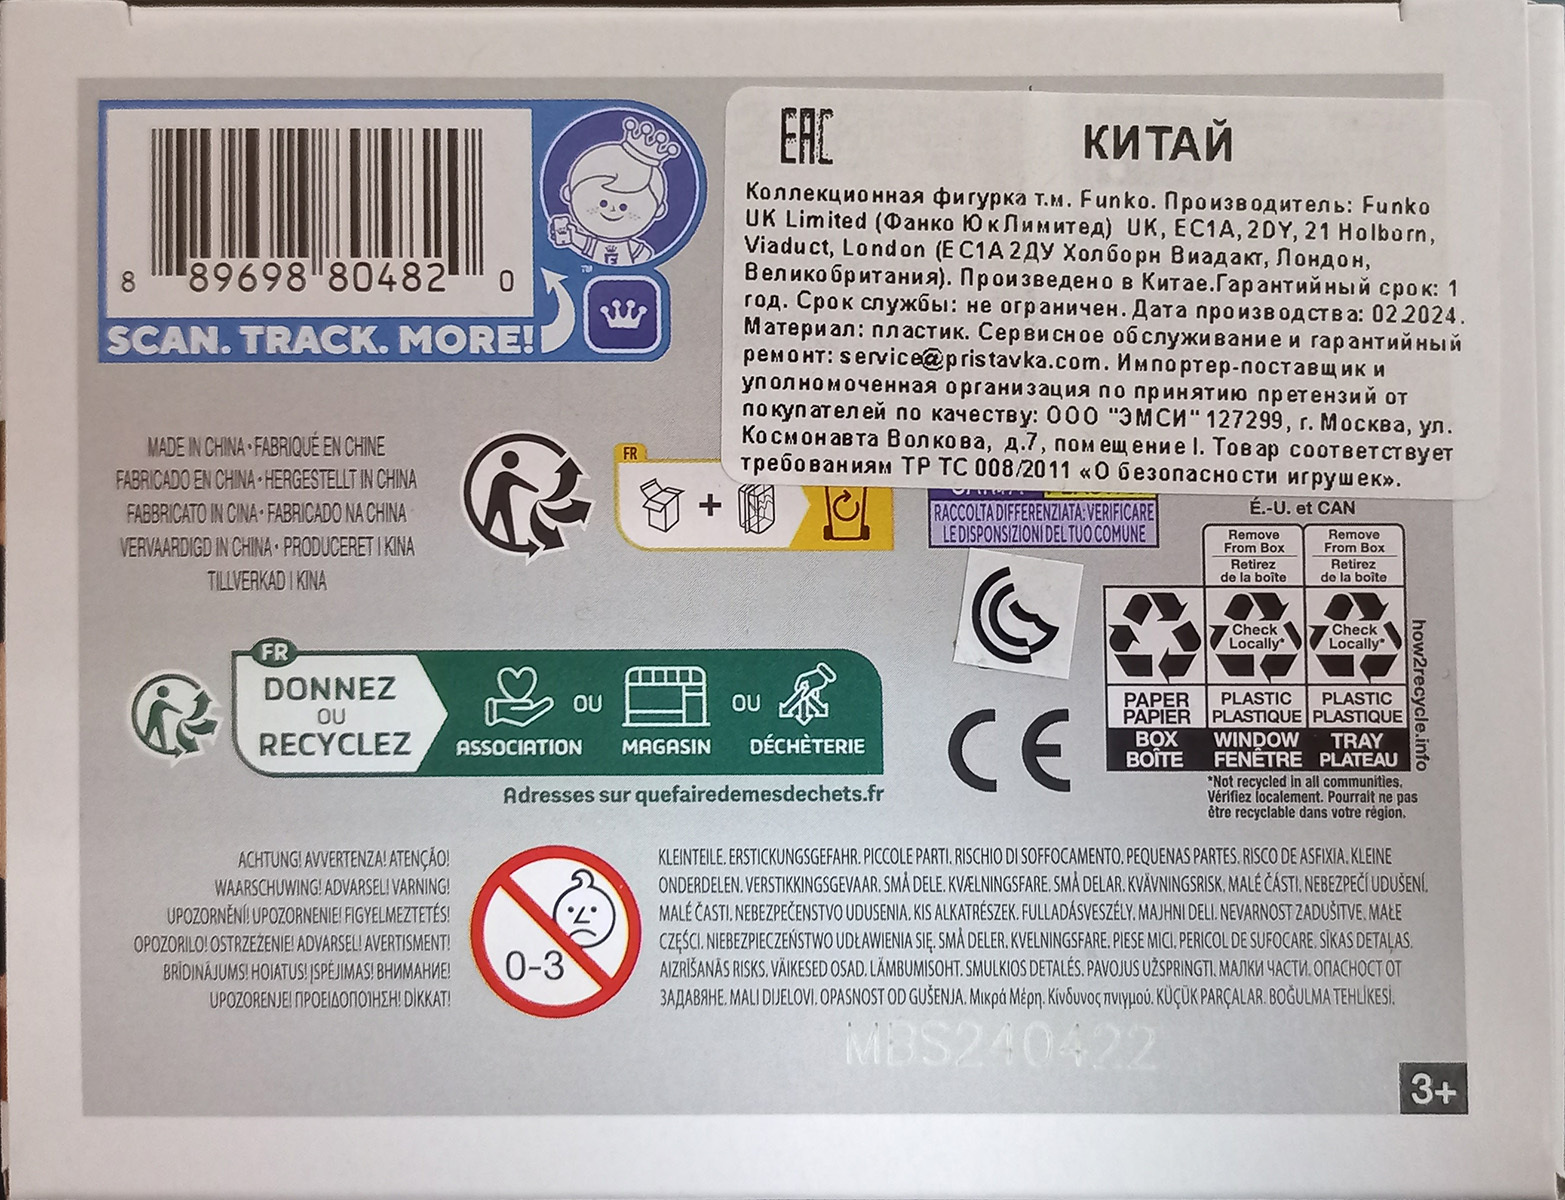 8 89698 80482 0
SCAN. TRACK. MORE!
™
EAC
КИТАЙ
Коллекционная фигурка т.м. Funko. Производитель: Funko
UK Limited (Фанко Юк Лимитед) UK, EC1A, 2DY, 21 Holborn,
Viaduct, London (ЕС1А 2ДУ Холборн Виадакт, Лондон,
Великобритания). Произведено в Китае.Гарантийный срок: 1
год. Срок службы: не ограничен. Дата производства: 02.2024.
Материал: пластик. Сервисное обслуживание и гарантийный
ремонт: service@pristavka.com. Импортер-поставщик и
уполномоченная организация по принятию претензий от
покупателей по качеству: ООО "ЭМСИ" 127299, г. Москва, ул.
Космонавта Волкова, д.7, помещение I. Товар соответствует
требованиям ТР ТС 008/2011 «О безопасности игрушек».
MADE IN CHINA • FABRIQUÉ EN CHINE
FABRICADO EN CHINA • HERGESTELLT IN CHINA
FABBRICATO IN CINA • FABRICADO NA CHINA
VERVAARDIGD IN CHINA • PRODUCERET I KINA
TILLVERKAD I KINA
FR
+
RACCOLTA DIFFERENZIATA: VERIFICARE
LE DISPONSIZIONI DEL TUO COMUNE
É.-U. et CAN
Remove From Box
Retirez de la boîte
Remove From Box
Retirez de la boîte
Check Locally*
Check Locally*
PAPER PAPIER
PLASTIC PLASTIQUE
PLASTIC PLASTIQUE
BOX BOÎTE
WINDOW FENÊTRE
TRAY PLATEAU
how2recycle.info
*Not recycled in all communities.
Vérifiez localement. Pourrait ne pas
être recyclable dans votre région.
FR
DONNEZ
OU
RECYCLEZ
ASSOCIATION OU MAGASIN OU DÉCHÈTERIE
Adresses sur quefairedemesdechets.fr
CE
ACHTUNG! AVVERTENZA! ATENÇÃO!
WAARSCHUWING! ADVARSEL! VARNING!
UPOZORNĚNÍ! UPOZORNENIE! FIGYELMEZTETÉS!
OPOZORILO! OSTRZEŻENIE! ADVARSEL! AVERTISMENT!
BRĪDINĀJUMS! HOIATUS! ĮSPĖJIMAS! ВНИМАНИЕ!
UPOZORENJE! ΠΡΟΕΙΔΟΠΟΙΗΣΗ! DİKKAT!
0-3
KLEINTEILE. ERSTICKUNGSGEFAHR. PICCOLE PARTI. RISCHIO DI SOFFOCAMENTO. PEQUENAS PARTES. RISCO DE ASFIXIA. KLEINE
ONDERDELEN. VERSTIKKINGSGEVAAR. SMÅ DELE. KVÆLNINGSFARE. SMÅ DELAR. KVÄVNINGSRISK. MALÉ ČÁSTI. NEBEZPEČÍ UDUŠENÍ.
MALÉ ČASTI. NEBEZPEČENSTVO UDUSENIA. KIS ALKATRÉSZEK. FULLADÁSVESZÉLY. MAJHNI DELI. NEVARNOST ZADUŠITVE. MAŁE
CZĘŚCI. NIEBEZPIECZEŃSTWO UDŁAWIENIA SIĘ. SMÅ DELER. KVELNINGSFARE. PIESE MICI. PERICOL DE SUFOCARE. SĪKAS DETAĻAS.
AIZRĪŠANĀS RISKS. VÄIKESED OSAD. LÄMBUMISOHT. SMULKIOS DETALĖS. PAVOJUS UŽSPRINGTI. МАЛКИ ЧАСТИ. ОПАСНОСТ ОТ
ЗАДАВЯНЕ. MALI DIJELOVI. OPASNOST OD GUŠENJA. Μικρά Μέρη. Κίνδυνος πνιγμού. KÜÇÜK PARÇALAR. BOĞULMA TEHLİKESİ.
MBS240422
3+